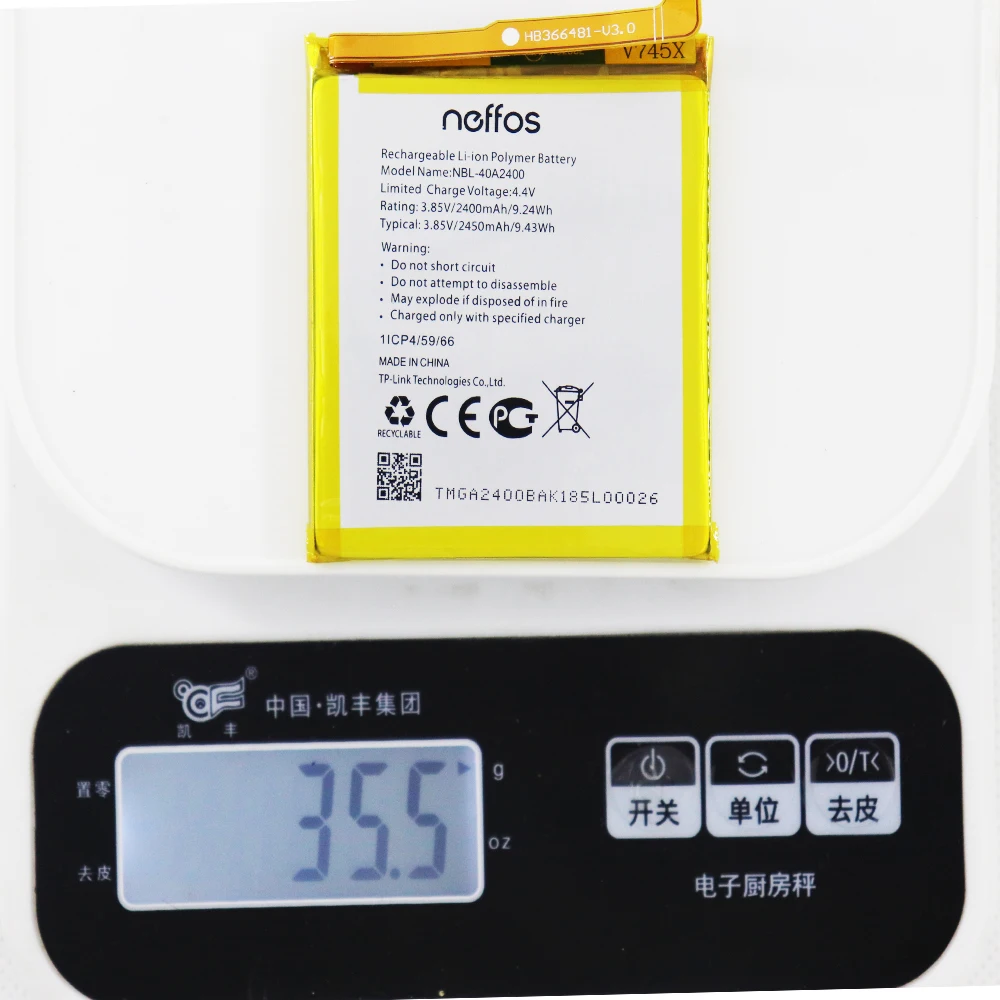 HB366481-V3.0
V745X
neffos
Rechargeable Li-ion Polymer Battery
Model Name:NBL-40A2400
Limited Charge Voltage:4.4V
Rating: 3.85V/2400mAh/9.24Wh
Typical: 3.85V/2450mAh/9.43Wh
Warning:
• Do not short circuit
• Do not attempt to disassemble
• May explode if disposed of in fire
• Charged only with specified charger
1ICP4/59/66
MADE IN CHINA
TP-Link Technologies Co.,Ltd.
RECYCLABLE
CE
PCT
TMGA2400BAK185L00026
®
凯丰
中国·凯丰集团
置零
35.5
g
oz
去皮
开关
单位
>0/T<
去皮
电子厨房秤